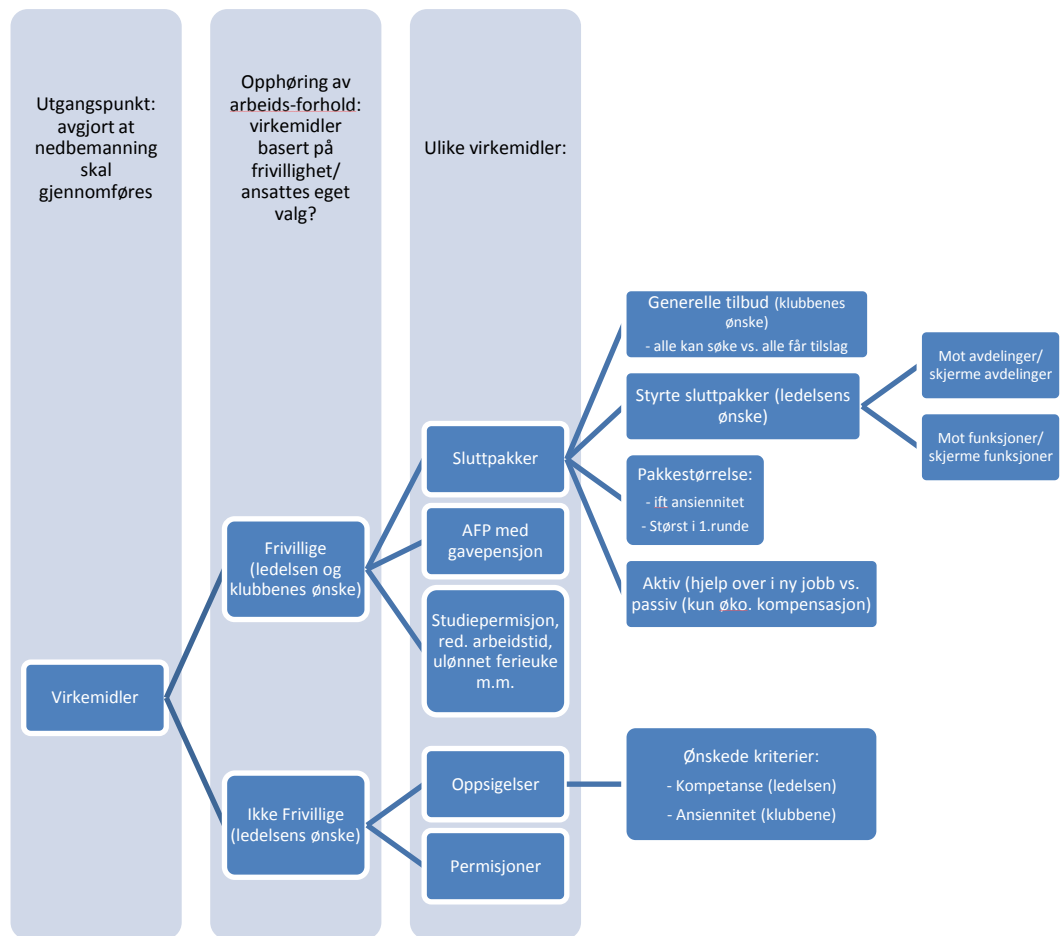 Utgangspunkt:
avgjort at
nedbemanning
skal
gjennomføres
Opphøring av
arbeids-forhold:
virkemidler
basert på
frivillighet/
ansattes eget
valg?
Ulike virkemidler:
Generelle tilbud (klubbenes
ønske)
- alle kan søke vs. alle får tilslag
Mot avdelinger/
skjerme avdelinger
Styrte sluttpakker (ledelsens
ønske)
Mot funksjoner/
skjerme funksjoner
Sluttpakker
Pakkestørrelse:
- ift ansiennitet
- Størst i 1.runde
AFP med
gavepensjon
Frivillige
(ledelsen og
klubbenes ønske)
Aktiv (hjelp over i ny jobb vs.
passiv (kun øko. kompensasjon)
Studiepermisjon,
red. arbeidstid,
ulønnet ferieuke
m.m.
Virkemidler
Ikke Frivillige
(ledelsens ønske)
Oppsigelser
Ønskede kriterier:
- Kompetanse (ledelsen)
- Ansiennitet (klubbene)
Permisjoner